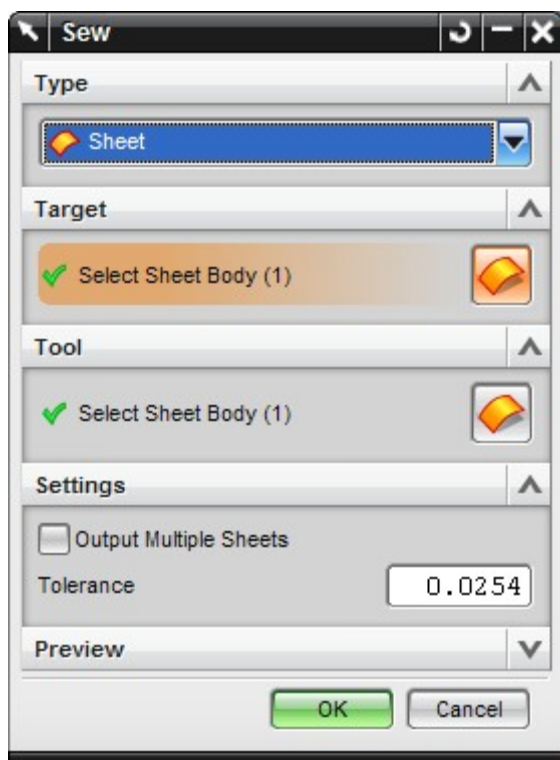 Sew
Type
Sheet
Target
Select Sheet Body (1)
Tool
Select Sheet Body (1)
Settings
Output Multiple Sheets
Tolerance 0.0254
Preview
OK Cancel